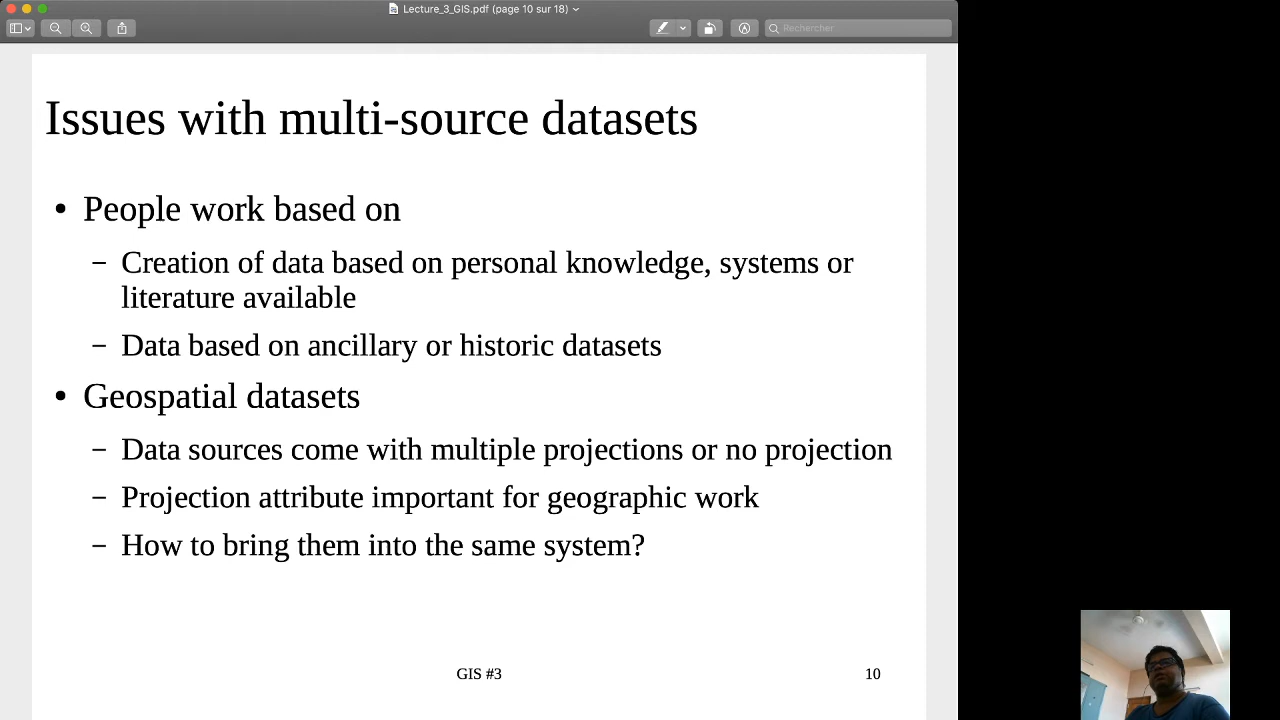 Lecture_3_GIS.pdf (page 10 sur 18)
Rechercher
Issues with multi-source datasets
• People work based on
– Creation of data based on personal knowledge, systems or
literature available
– Data based on ancillary or historic datasets
• Geospatial datasets
– Data sources come with multiple projections or no projection
– Projection attribute important for geographic work
– How to bring them into the same system?
GIS #3
10